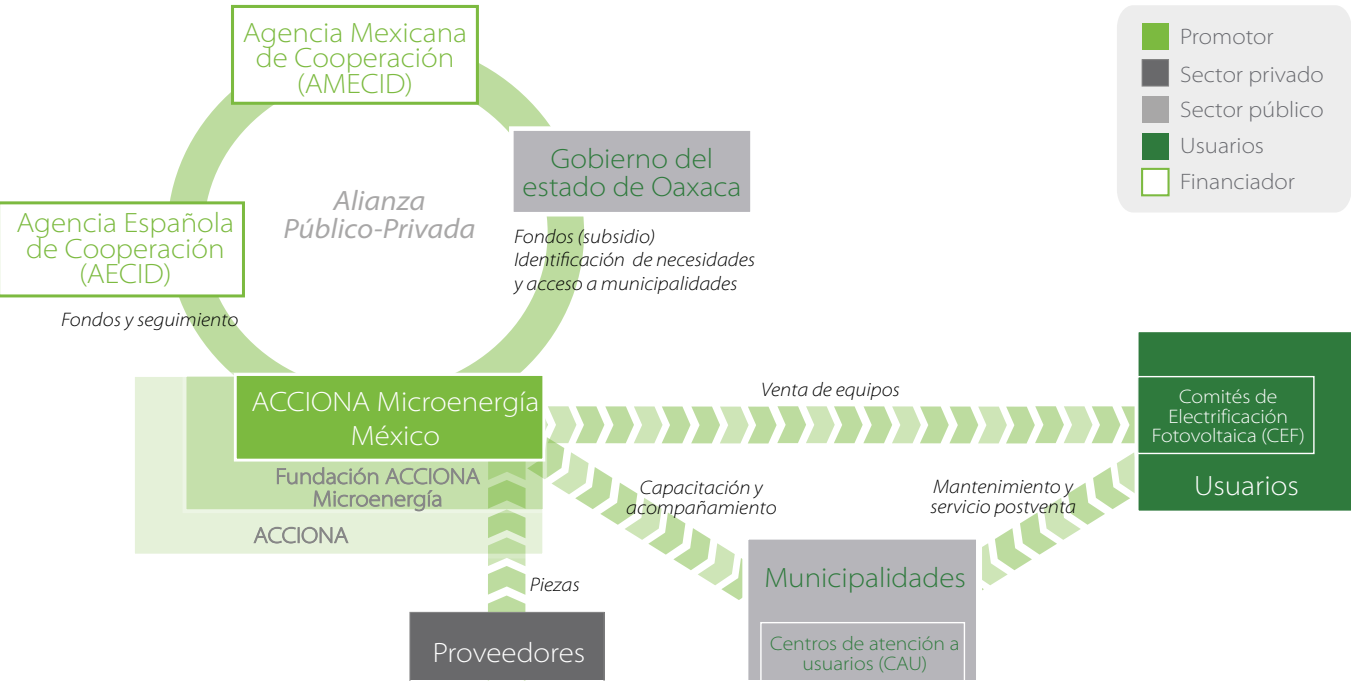 Agencia Mexicana
de Cooperación
(AMECID)
Promotor
Sector privado
Sector público
Usuarios
Financiador
Gobierno del
estado de Oaxaca
Alianza
Público-Privada
Agencia Española
de Cooperación
(AECID)
Fondos (subsidio)
Identificación de necesidades
y acceso a municipalidades
Fondos y seguimiento
ACCIONA Microenergía
México
Fundación ACCIONA
Microenergía
ACCIONA
Venta de equipos
Comités de
Electrificación
Fotovoltaica (CEF)
Usuarios
Capacitación y
acompañamiento
Mantenimiento y
servicio postventa
Piezas
Proveedores
Municipalidades
Centros de atención a
usuarios (CAU)